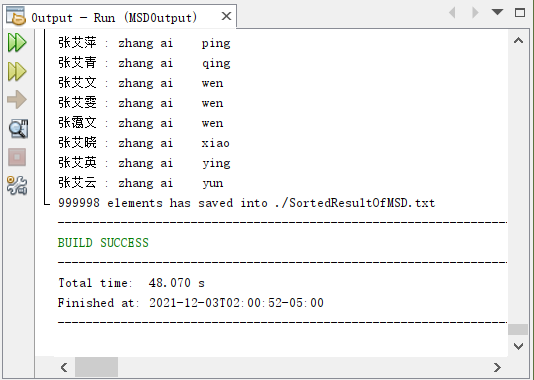 Output - Run (MSDOutput)
张艾萍 : zhang ai    ping
张艾青 : zhang ai    qing
张艾文 : zhang ai    wen
张艾雯 : zhang ai    wen
张霭文 : zhang ai    wen
张艾晓 : zhang ai    xiao
张艾英 : zhang ai    ying
张艾云 : zhang ai    yun
999998 elements has saved into ./SortedResultOfMSD.txt
------------------------------------------------------------------------
BUILD SUCCESS
------------------------------------------------------------------------
Total time:  48.070 s
Finished at: 2021-12-03T02:00:52-05:00
------------------------------------------------------------------------